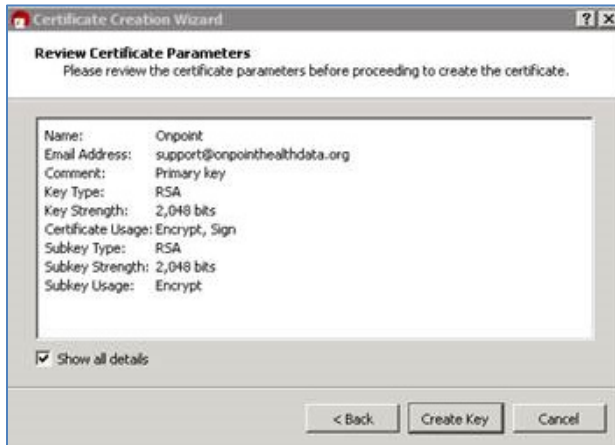 Certificate Creation Wizard
Review Certificate Parameters
Please review the certificate parameters before proceeding to create the certificate.
Name: Onpoint
Email Address: support@onpointhealthdata.org
Comment: Primary key
Key Type: RSA
Key Strength: 2,048 bits
Certificate Usage: Encrypt, Sign
Subkey Type: RSA
Subkey Strength: 2,048 bits
Subkey Usage: Encrypt
Show all details
< Back Create Key Cancel